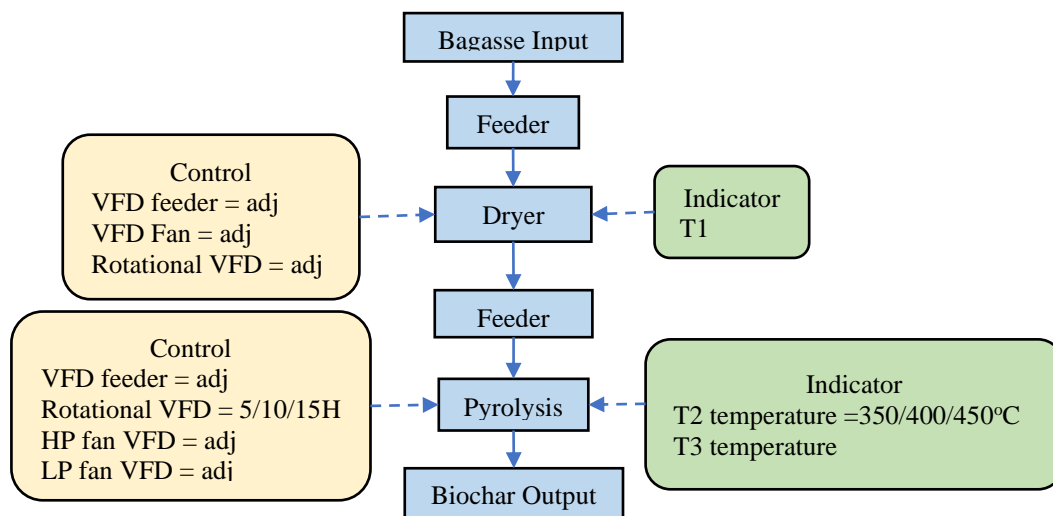 Bagasse Input
Feeder
Control
VFD feeder = adj
VFD Fan = adj
Rotational VFD = adj
Dryer
Indicator
T1
Feeder
Control
VFD feeder = adj
Rotational VFD = 5/10/15H
HP fan VFD = adj
LP fan VFD = adj
Pyrolysis
Indicator
T2 temperature =350/400/450ºC
T3 temperature
Biochar Output